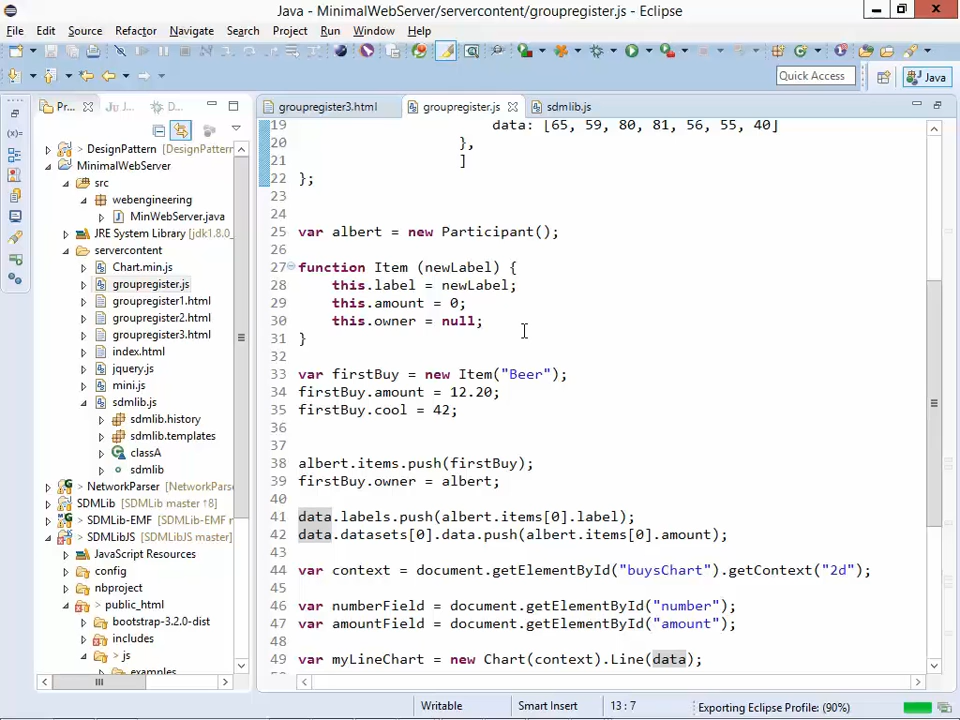 Java - MinimalWebServer/servercontent/groupregister.js - Eclipse
File Edit Source Refactor Navigate Search Project Run Window Help
Quick Access
Java
Pr...
J...
D...
groupregister3.html
groupregister.js
sdmlib.js
DesignPattern (DesignPattern
MinimalWebServer
src
webengineering
MinWebServer.java
JRE System Library [jdk1.8.0_
servercontent
Chart.min.js
groupregister.js
groupregister1.html
groupregister2.html
groupregister3.html
index.html
jquery.js
mini.js
sdmlib.js
sdmlib.history
sdmlib.templates
classA
sdmlib
NetworkParser (NetworkPars
SDMLib (SDMLib master ↑8)
SDMLib-EMF (SDMLib-EMF r
SDMLibJS [SDMLibJS master]
JavaScript Resources
config
nbproject
public_html
bootstrap-3.2.0-dist
includes
js
examples
19 data: [65, 59, 80, 81, 56, 55, 40]
20 },
21 ]
22 };
23
24
25 var albert = new Participant();
26
27 function Item (newLabel) {
28 this.label = newLabel;
29 this.amount = 0;
30 this.owner = null;
31 }
32
33 var firstBuy = new Item("Beer");
34 firstBuy.amount = 12.20;
35 firstBuy.cool = 42;
36
37
38 albert.items.push(firstBuy);
39 firstBuy.owner = albert;
40
41 data.labels.push(albert.items[0].label);
42 data.datasets[0].data.push(albert.items[0].amount);
43
44 var context = document.getElementById("buysChart").getContext("2d");
45
46 var numberField = document.getElementById("number");
47 var amountField = document.getElementById("amount");
48
49 var myLineChart = new Chart(context).Line(data);
Writable
Smart Insert
13 : 7
Exporting Eclipse Profile: (90%)